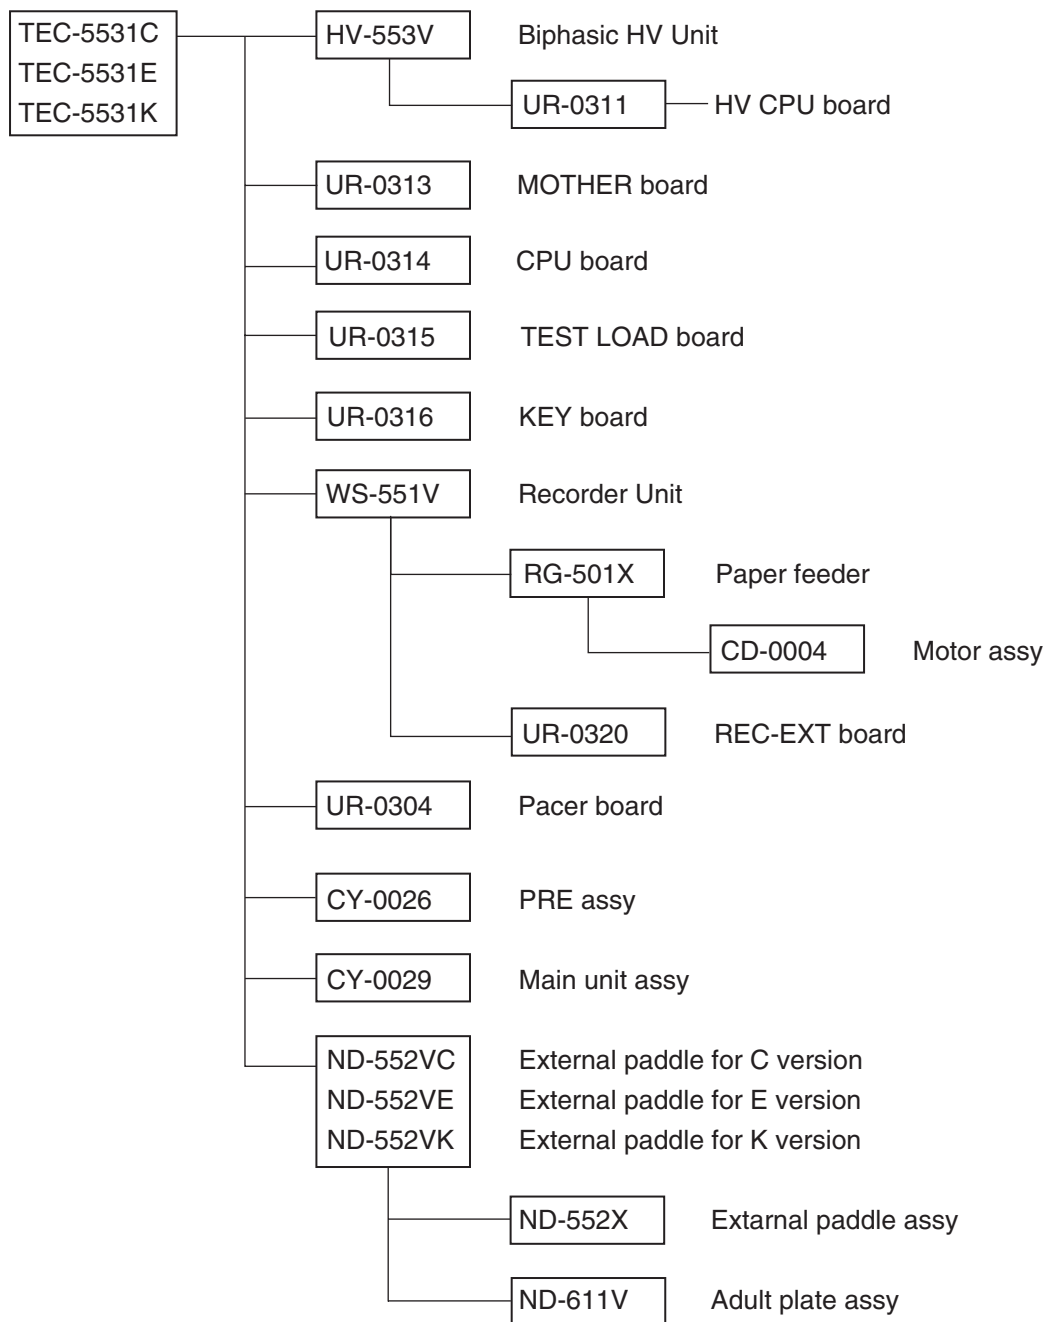 TEC-5531C
TEC-5531E
TEC-5531K
HV-553V Biphasic HV Unit
UR-0311 HV CPU board
UR-0313 MOTHER board
UR-0314 CPU board
UR-0315 TEST LOAD board
UR-0316 KEY board
WS-551V Recorder Unit
RG-501X Paper feeder
CD-0004 Motor assy
UR-0320 REC-EXT board
UR-0304 Pacer board
CY-0026 PRE assy
CY-0029 Main unit assy
ND-552VC External paddle for C version
ND-552VE External paddle for E version
ND-552VK External paddle for K version
ND-552X Extarnal paddle assy
ND-611V Adult plate assy